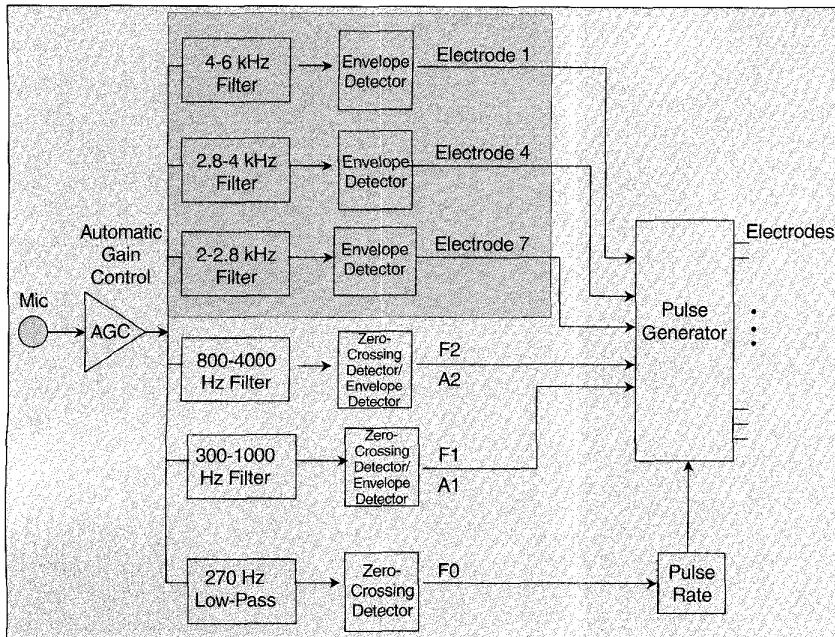 4-6 kHz
Filter
Envelope
Detector
Electrode 1
2.8-4 kHz
Filter
Envelope
Detector
Electrode 4
2-2.8 kHz
Filter
Envelope
Detector
Electrode 7
Automatic
Gain
Control
Mic
AGC
800-4000
Hz Filter
Zero-
Crossing
Detector/
Envelope
Detector
F2
A2
300-1000
Hz Filter
Zero-
Crossing
Detector/
Envelope
Detector
F1
A1
270 Hz
Low-Pass
Zero-
Crossing
Detector
F0
Pulse
Rate
Pulse
Generator
Electrodes